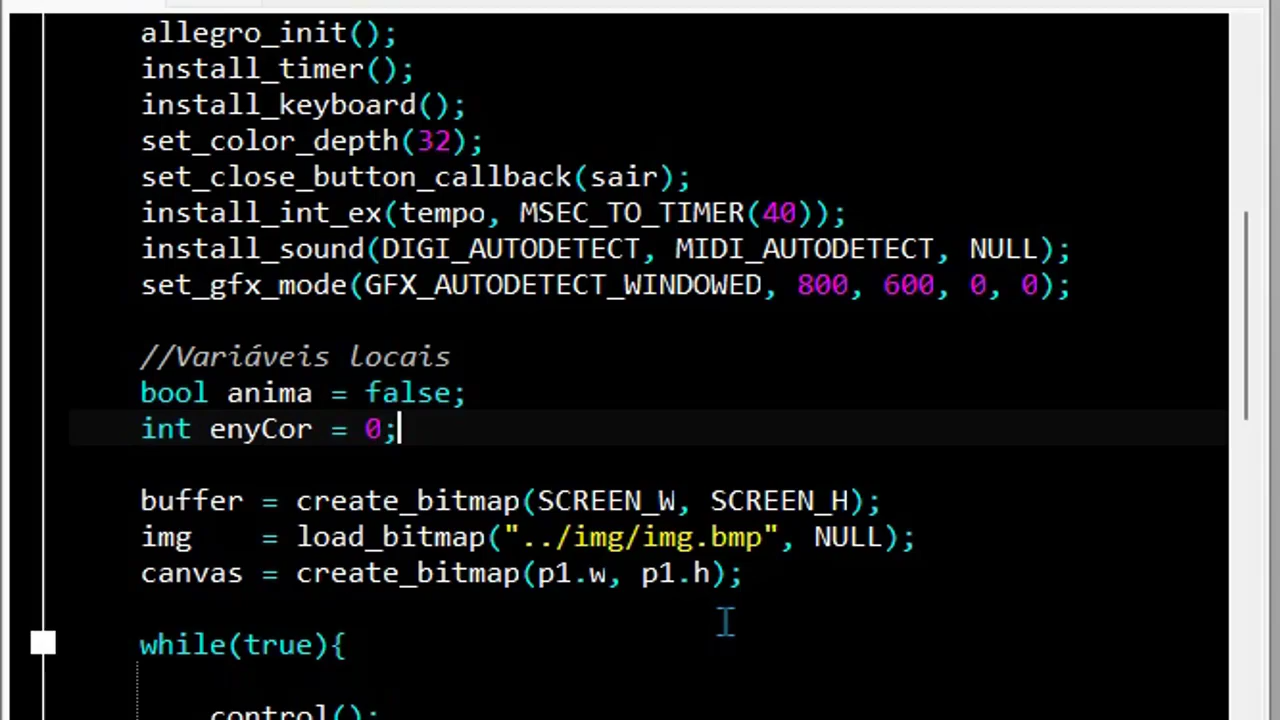 allegro_init();
install_timer();
install_keyboard();
set_color_depth(32);
set_close_button_callback(sair);
install_int_ex(tempo, MSEC_TO_TIMER(40));
install_sound(DIGI_AUTODETECT, MIDI_AUTODETECT, NULL);
set_gfx_mode(GFX_AUTODETECT_WINDOWED, 800, 600, 0, 0);
//Variáveis locais
bool anima = false;
int enyCor = 0;
buffer = create_bitmap(SCREEN_W, SCREEN_H);
img    = load_bitmap("../img/img.bmp", NULL);
canvas = create_bitmap(p1.w, p1.h);
while(true){
control();